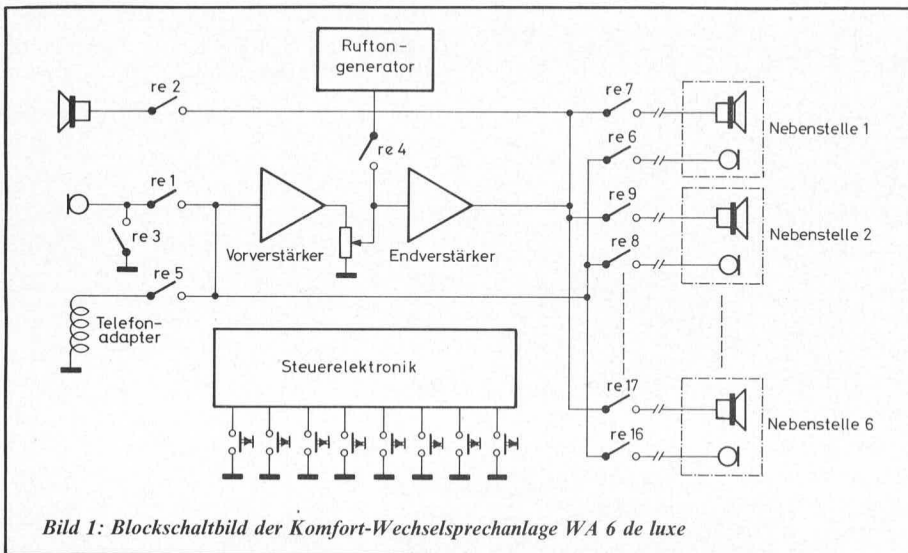 Rufton-
generator
re 2
re 7
Nebenstelle 1
re 4
re 6
re 1
re 9
re 3
Vorverstärker
Endverstärker
re 8
Nebenstelle 2
re 5
Telefon-
adapter
Steuerelektronik
re 17
Nebenstelle 6
re 16
Bild 1: Blockschaltbild der Komfort-Wechselsprechanlage WA 6 de luxe